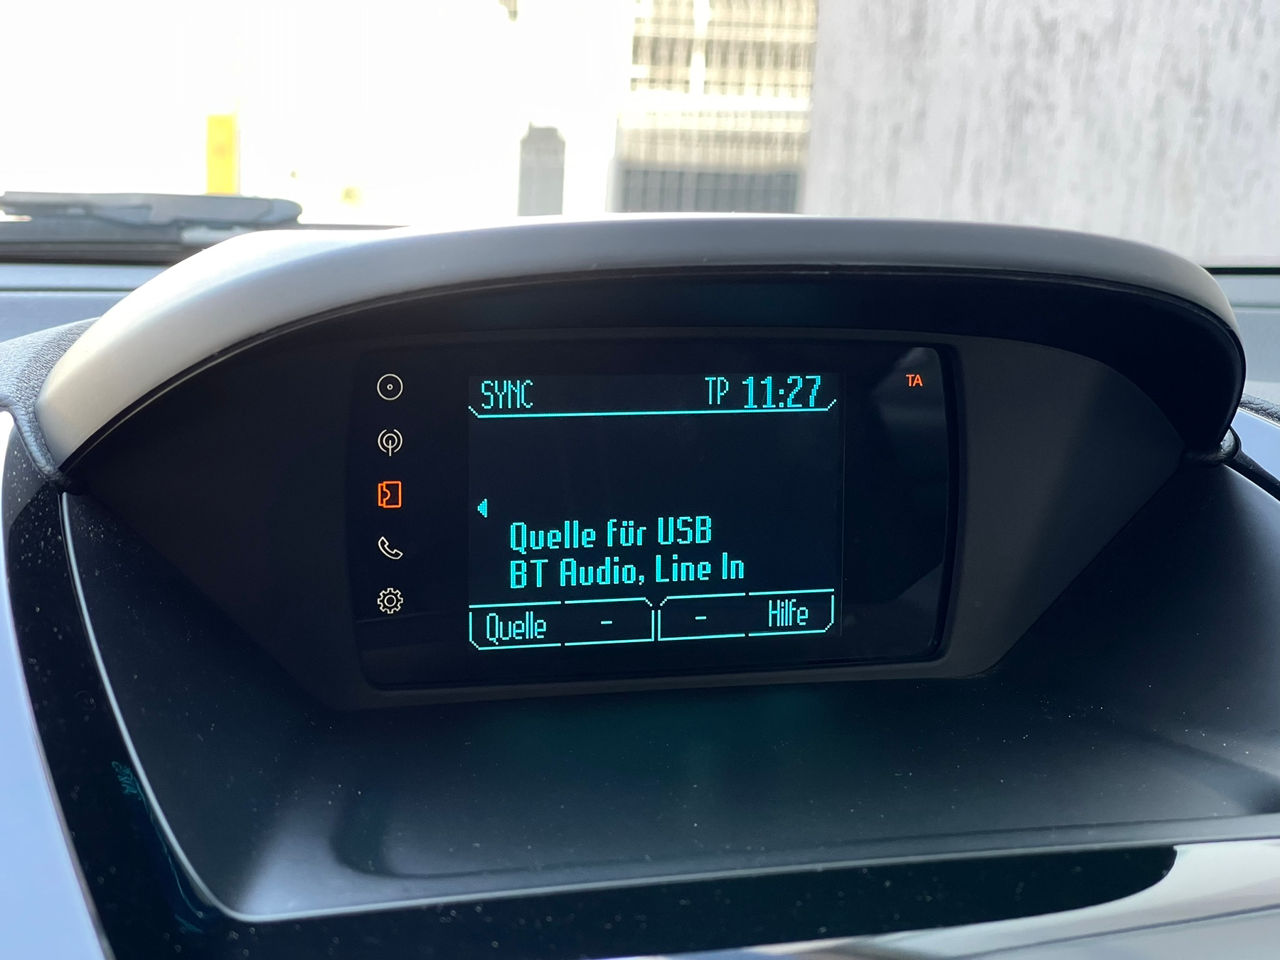 SYNC TP 11:27
TA
Quelle für USB
BT Audio, Line In
Quelle - - Hilfe